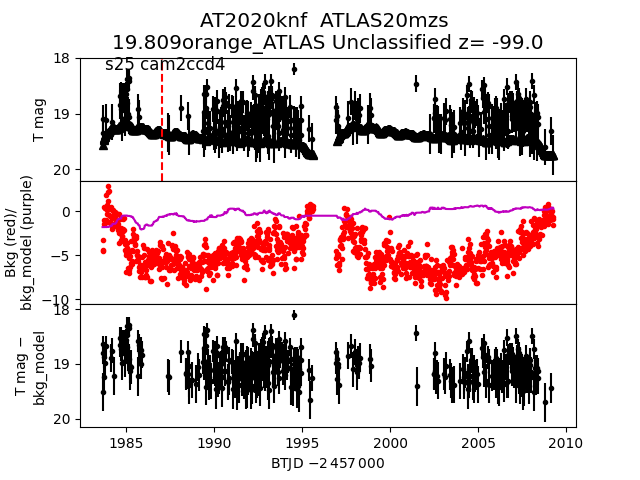 AT2020knf  ATLAS20mzs
19.809orange_ATLAS Unclassified z= -99.0
s25 cam2ccd4
T mag
18
19
20
Bkg (red)/
bkg_model (purple)
0
−5
−10
T mag −
bkg_model
18
19
20
1985
1990
1995
2000
2005
2010
BTJD −2 457 000